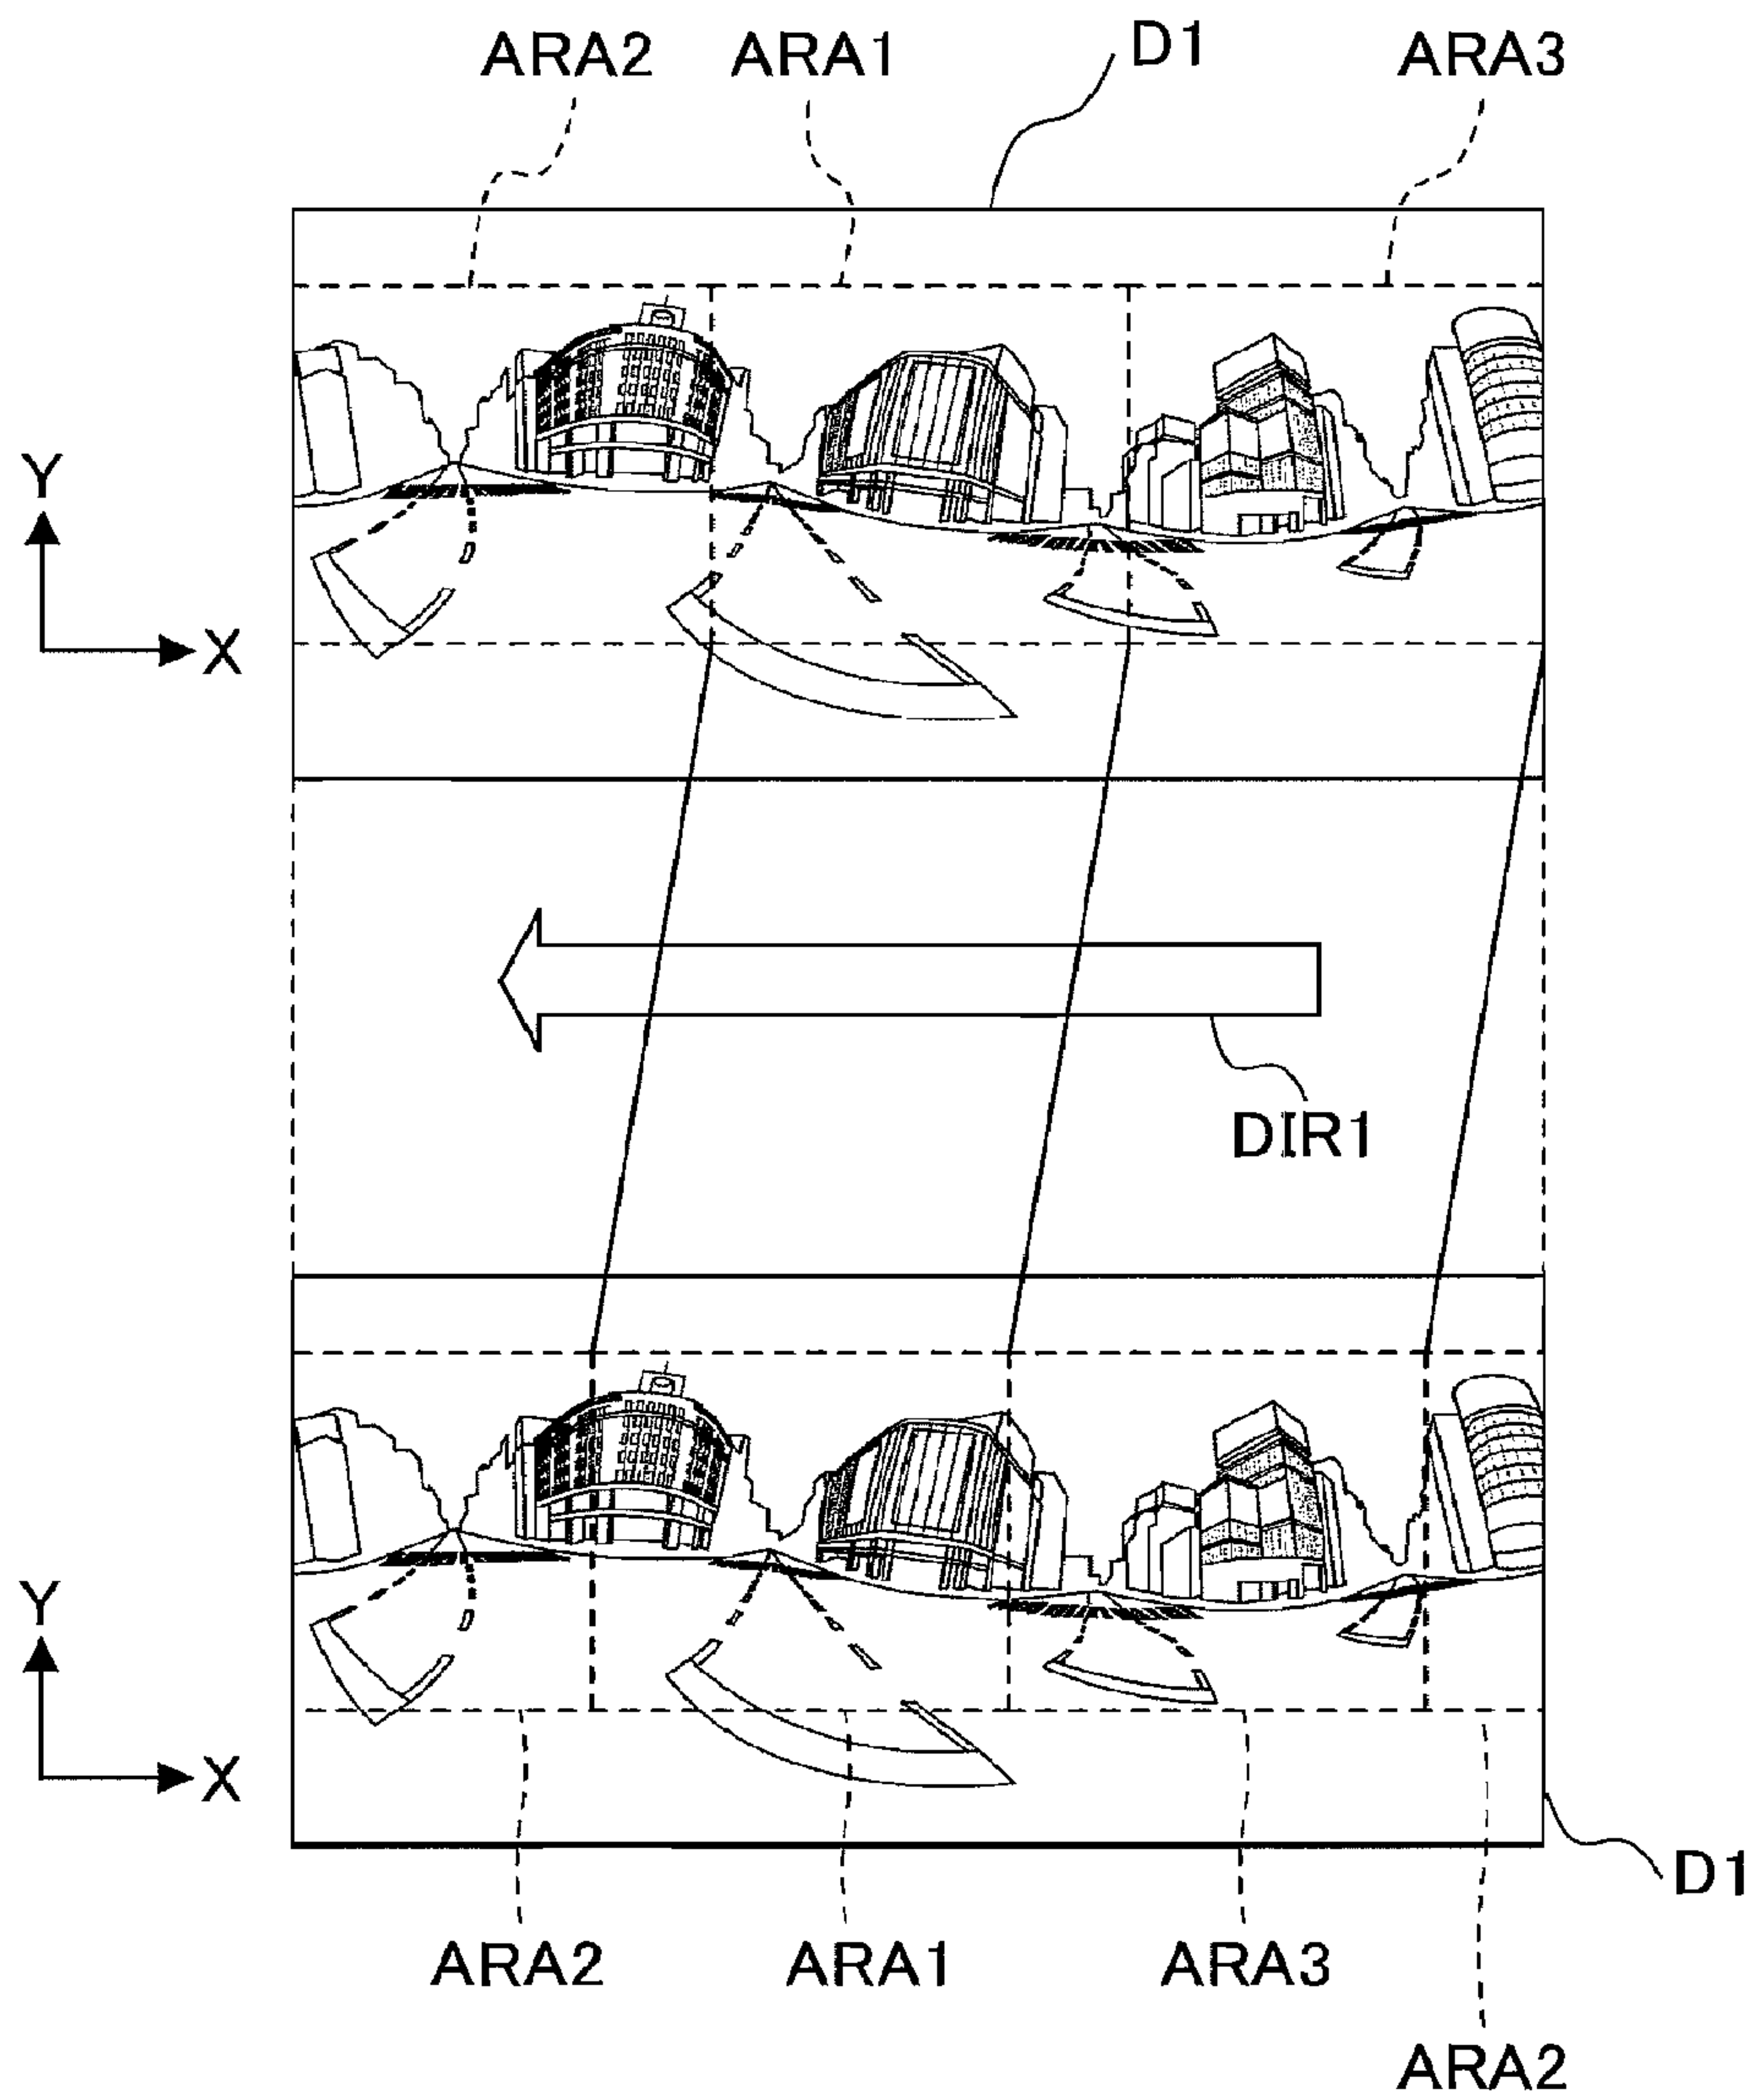 ARA2 ARA1 D1 ARA3
Y
X
DIR1
Y
X
D1
ARA2 ARA1 ARA3
ARA2